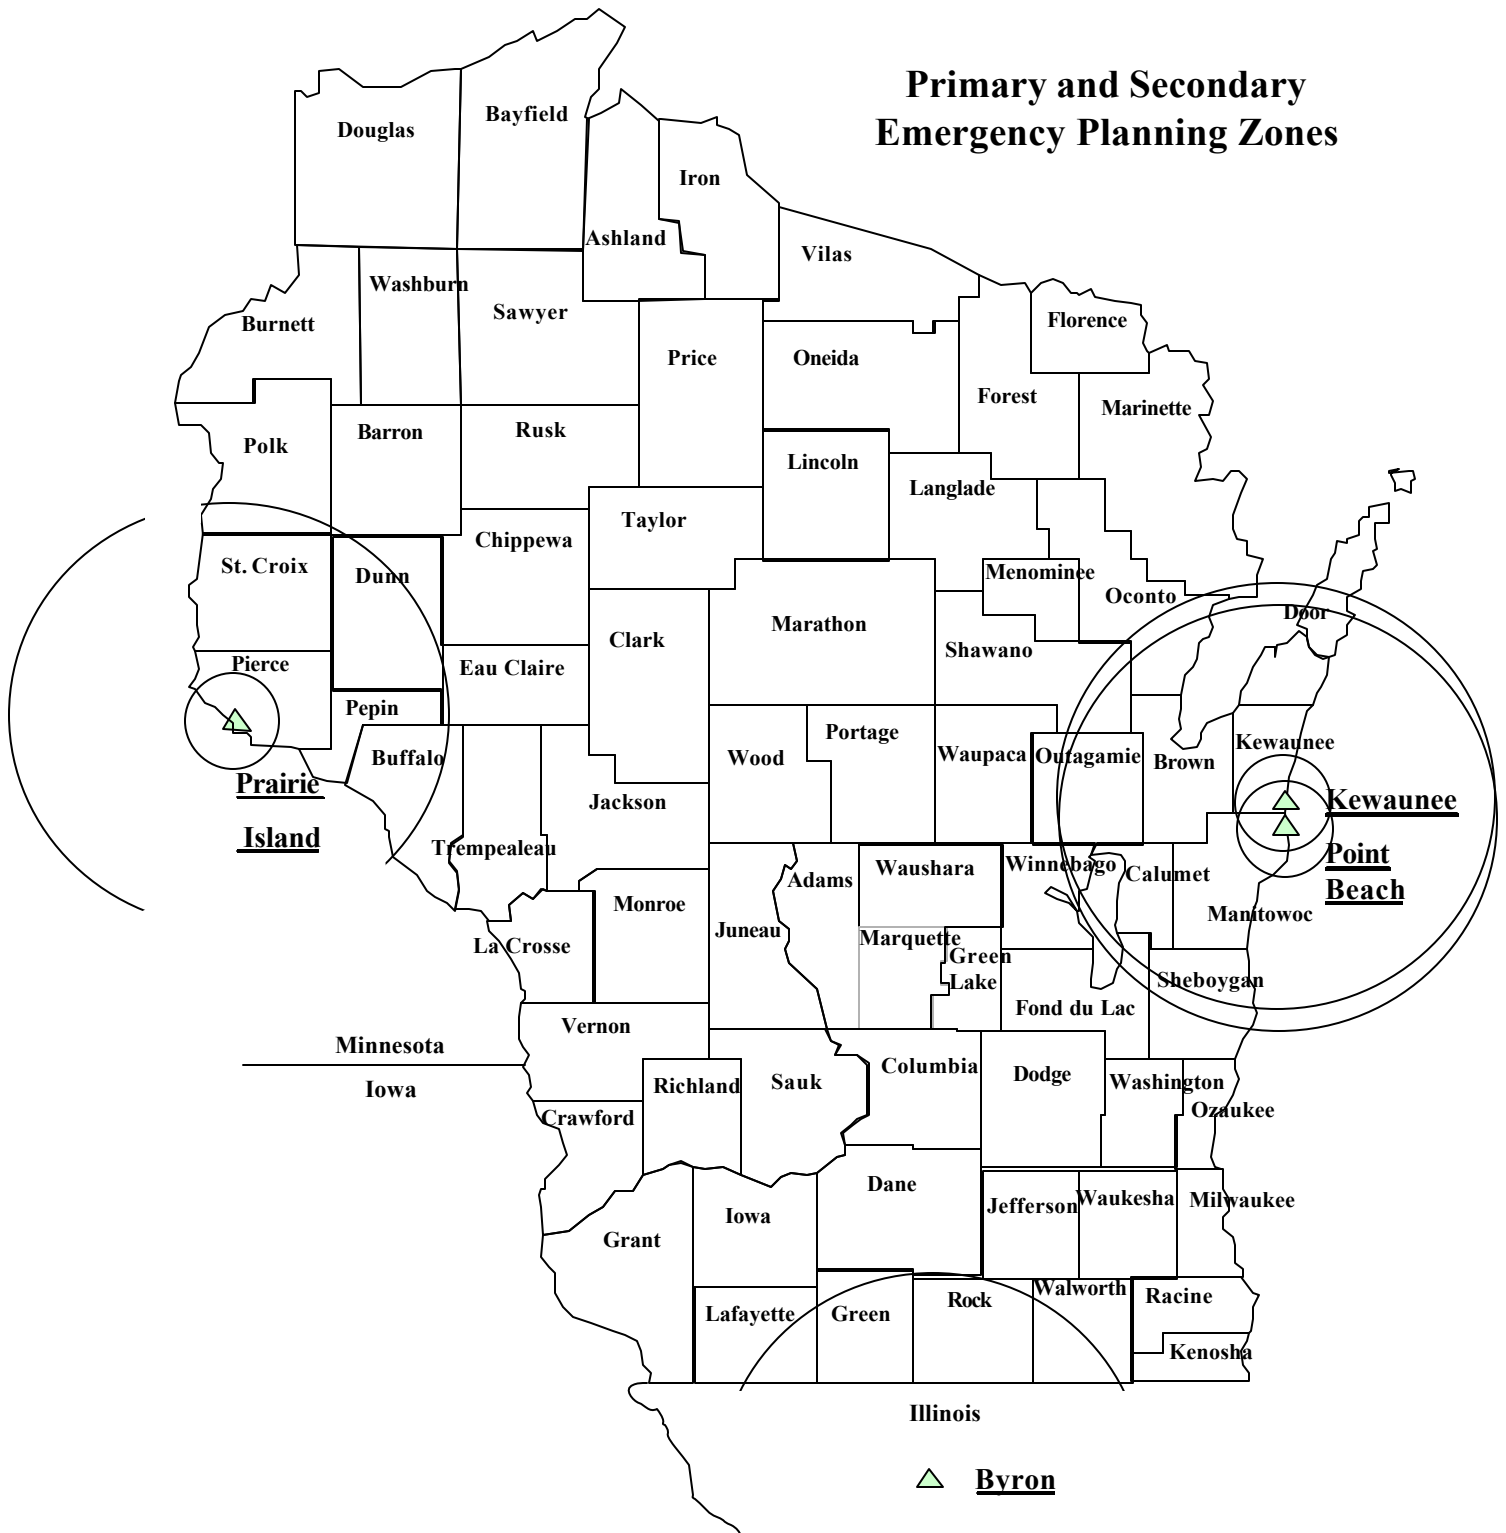 Primary and Secondary
Emergency Planning Zones
Bayfield
Douglas
Iron
Ashland
Vilas
Washburn
Sawyer
Burnett
Florence
Price
Oneida
Forest
Marinette
Polk
Barron
Rusk
Lincoln
Langlade
Taylor
Chippewa
St. Croix
Dunn
Menominee
Oconto
Door
Marathon
Clark
Shawano
Pierce
Eau Claire
Pepin
Portage
Kewaunee
Buffalo
Wood
Waupaca
Outagamie
Brown
Prairie
Island
Jackson
Kewaunee
Point
Beach
Trempealeau
Waushara
Winnebago
Calumet
Adams
Monroe
Manitowoc
Juneau
Marquette
La Crosse
Green
Lake
Sheboygan
Fond du Lac
Vernon
Minnesota
Iowa
Columbia
Dodge
Richland
Sauk
Washington
Ozaukee
Crawford
Dane
Jefferson
Waukesha
Milwaukee
Iowa
Grant
Walworth
Racine
Rock
Lafayette
Green
Kenosha
Illinois
Byron